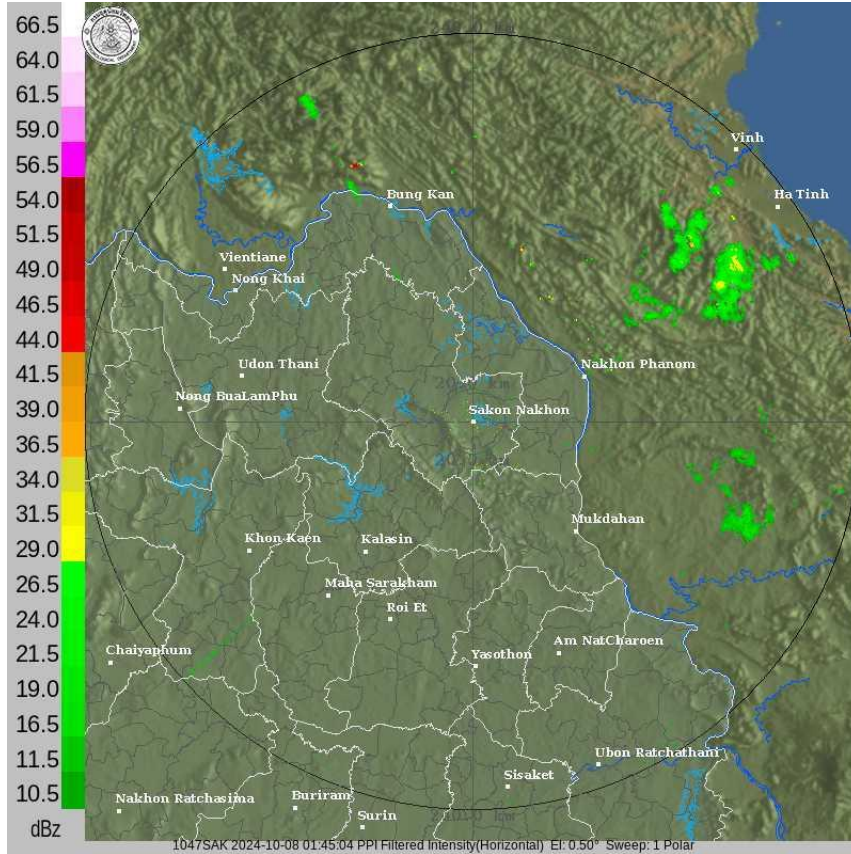 66.5
64.0
61.5
59.0
56.5
54.0
51.5
49.0
46.5
44.0
41.5
39.0
36.5
34.0
31.5
29.0
26.5
24.0
21.5
19.0
16.5
11.5
10.5
dBz
Vinh
Ha Tinh
Bung Kan
Vientiane
Nong Khai
Udon Thani
Nakhon Phanom
Nong BuaLamPhu
Sakon Nakhon
Mukdahan
Khon Kaen
Kalasin
Maha Sarakham
Roi Et
Chaiyaphum
Yasothon
Am NatCharoen
Ubon Ratchathani
Sisaket
Nakhon Ratchasima
Buriram
Surin
1047SAK 2024-10-08 01:45:04 PPI Filtered Intensity(Horizontal) El: 0.50° Sweep: 1 Polar